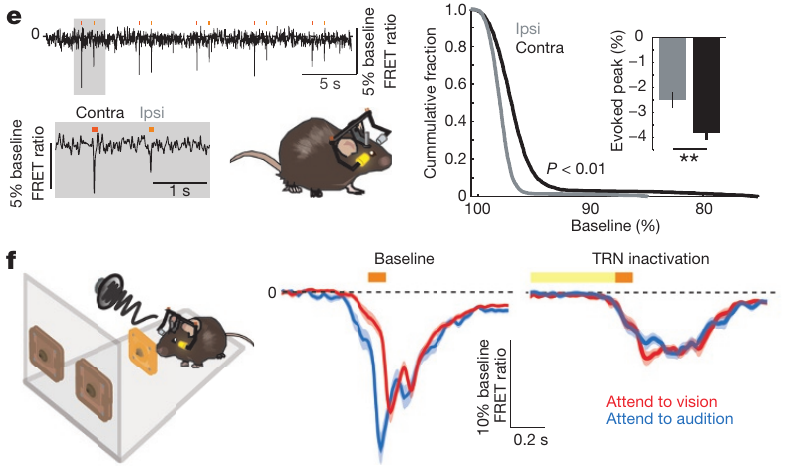 e
0
5% baseline
FRET ratio
5 s
Contra Ipsi
5% baseline
FRET ratio
1 s
Cummulative fraction
1.0
0.8
0.6
0.4
0.2
0
Ipsi
Contra
P < 0.01
100 90 80
Baseline (%)
Evoked peak (%)
0
−1
−2
−3
−4
**
f
Baseline
TRN inactivation
0
10% baseline
FRET ratio
0.2 s
Attend to vision
Attend to audition